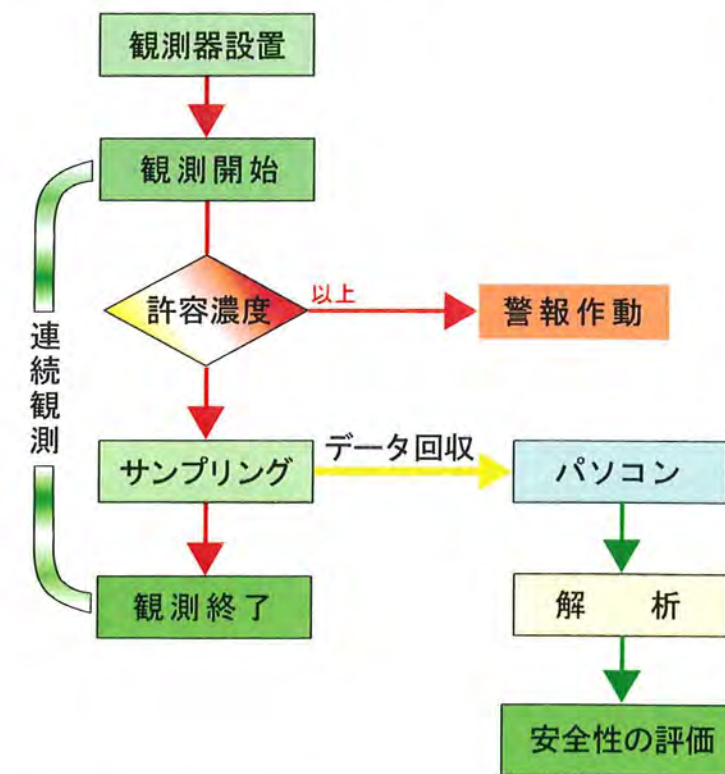 観測器設置
観測開始
許容濃度
以上
警報作動
連続観測
サンプリング
データ回収
パソコン
観測終了
解 析
安全性の評価